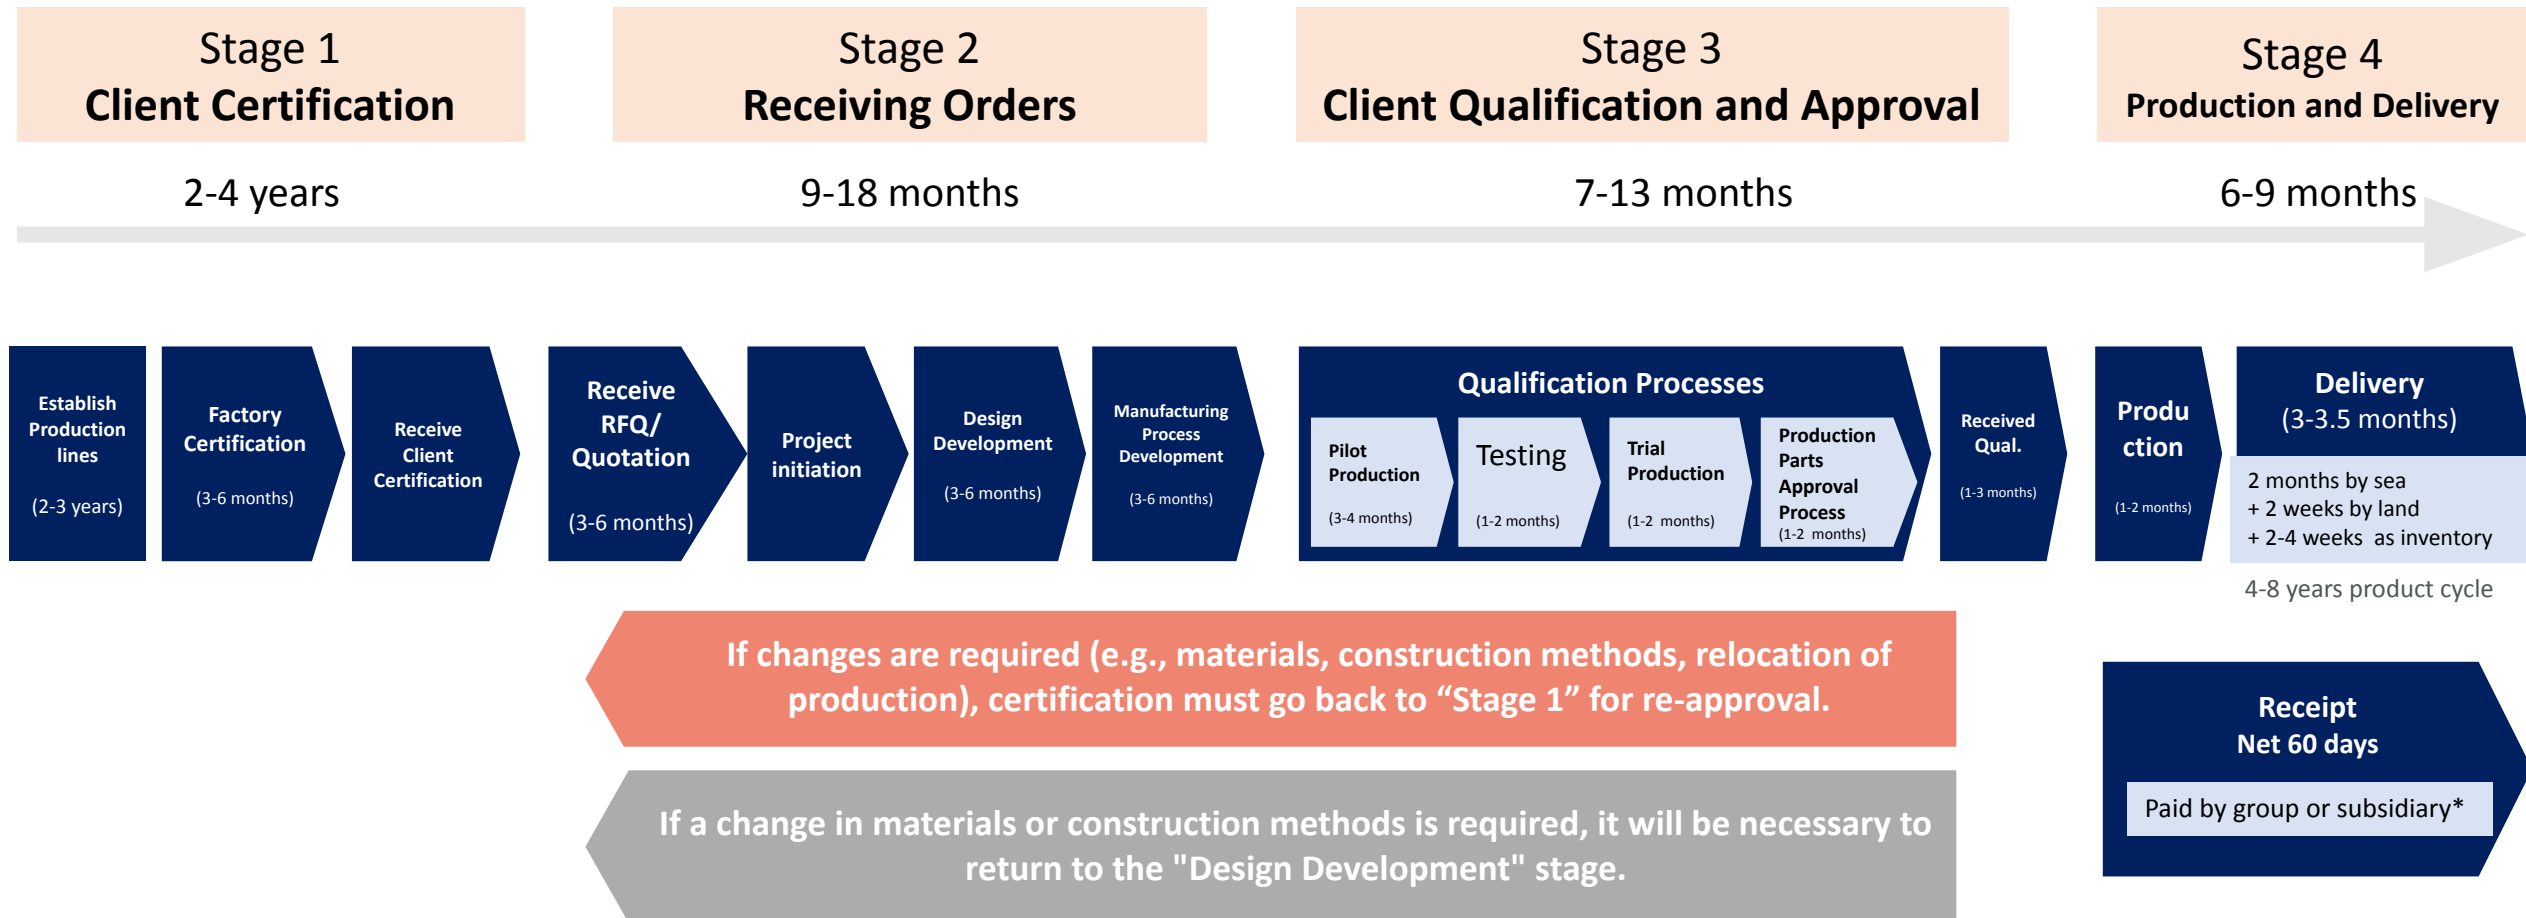 Stage 1
Client Certification
Stage 2
Receiving Orders
Stage 3
Client Qualification and Approval
Stage 4
Production and Delivery
2-4 years
9-18 months
7-13 months
6-9 months
Establish
Production
lines
(2-3 years)
Factory
Certification
(3-6 months)
Receive
Client
Certification
Receive
RFQ/
Quotation
(3-6 months)
Project
initiation
Design
Development
(3-6 months)
Manufacturing
Process
Development
(3-6 months)
Qualification Processes
Pilot
Production
(3-4 months)
Testing
(1-2 months)
Trial
Production
(1-2  months)
Production
Parts
Approval
Process
(1-2  months)
Received
Qual.
(1-3 months)
Produ
ction
(1-2 months)
Delivery
(3-3.5 months)
2 months by sea
+ 2 weeks by land
+ 2-4 weeks  as inventory
4-8 years product cycle
If changes are required (e.g., materials, construction methods, relocation of
production), certification must go back to “Stage 1” for re-approval.
If a change in materials or construction methods is required, it will be necessary to
return to the "Design Development" stage.
Receipt
Net 60 days
Paid by group or subsidiary*